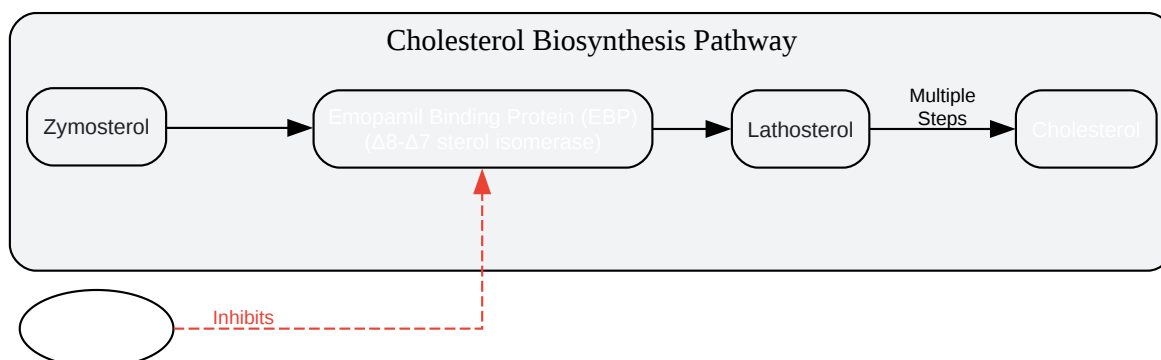 Cholesterol Biosynthesis Pathway
Zymosterol
Emopamil Binding Protein (EBP)
(Δ8-Δ7 sterol isomerase)
Lathosterol
Multiple
Steps
Cholesterol
Inhibits